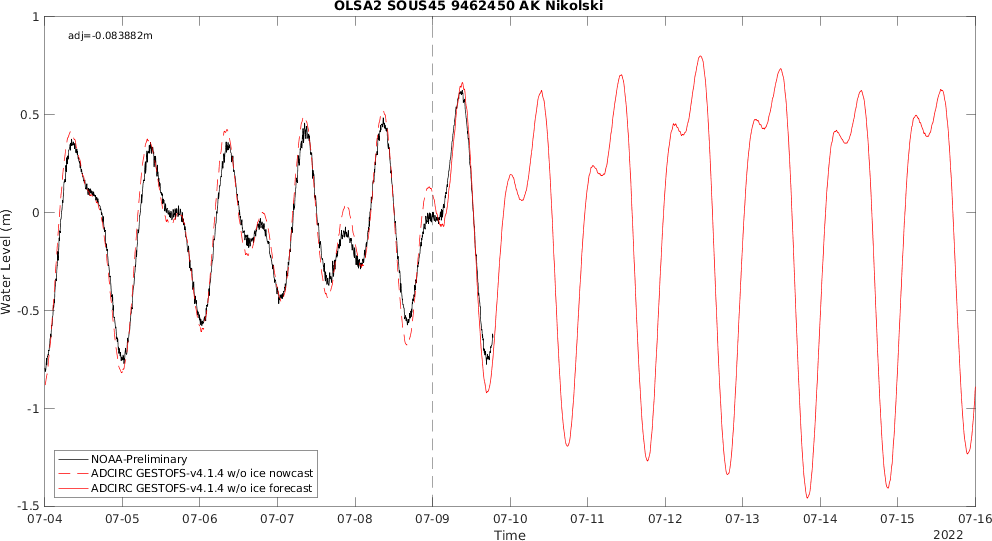 OLSA2 SOUS45 9462450 AK Nikolski
adj=-0.083882m
1
0.5
0
-0.5
-1
-1.5
Water Level (m)
NOAA-Preliminary
ADCIRC GESTOFS-v4.1.4 w/o ice nowcast
ADCIRC GESTOFS-v4.1.4 w/o ice forecast
07-04 07-05 07-06 07-07 07-08 07-09 07-10 07-11 07-12 07-13 07-14 07-15 07-16
Time
2022